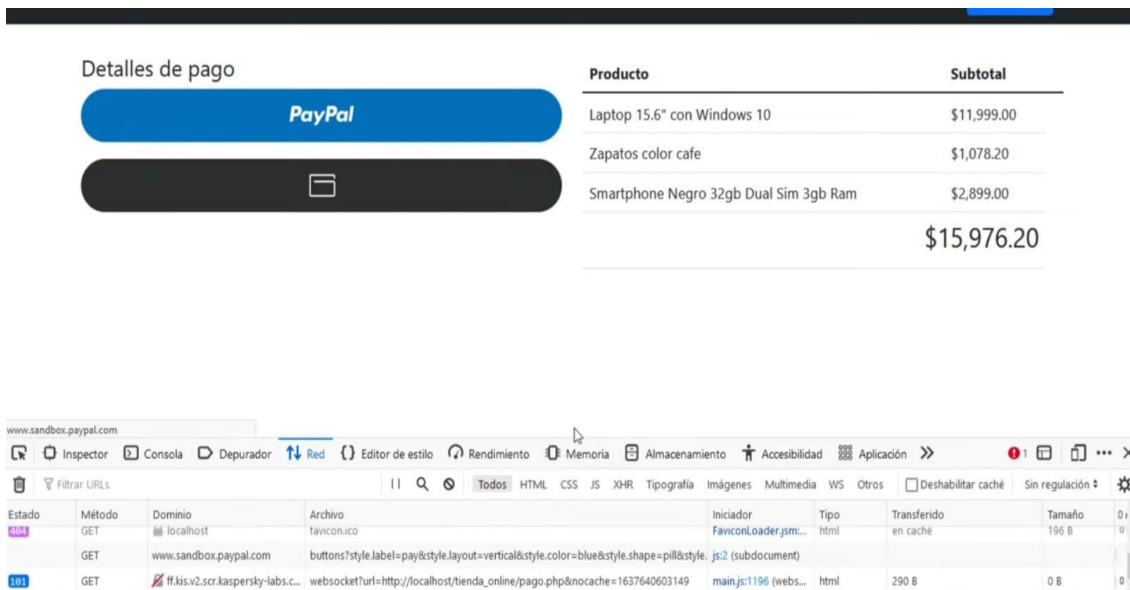 Detalles de pago
PayPal
Producto Subtotal
Laptop 15.6" con Windows 10 $11,999.00
Zapatos color cafe $1,078.20
Smartphone Negro 32gb Dual Sim 3gb Ram $2,899.00
$15,976.20
www.sandbox.paypal.com
Inspector Consola Depurador Red Editor de estilo Rendimiento Memoria Almacenamiento Accesibilidad Aplicación 1
Filtrar URLs Todos HTML CSS JS XHR Tipografía Imágenes Multimedia WS Otros Deshabilitar caché Sin regulación
Estado Método Dominio Archivo Iniciador Tipo Transferido Tamaño
404 GET localhost favicon.ico FaviconLoader.jsm:... html en caché 196 B
GET www.sandbox.paypal.com buttons?style.label=pay&style.layout=vertical&style.color=blue&style.shape=pill&style. js:2 (subdocument)
101 GET ff.kis.v2.scr.kaspersky-labs.c... websocket?url=http://localhost/tienda_online/pago.php&nocache=1637640603149 main.js:1196 (webs... html 290 B 0 B